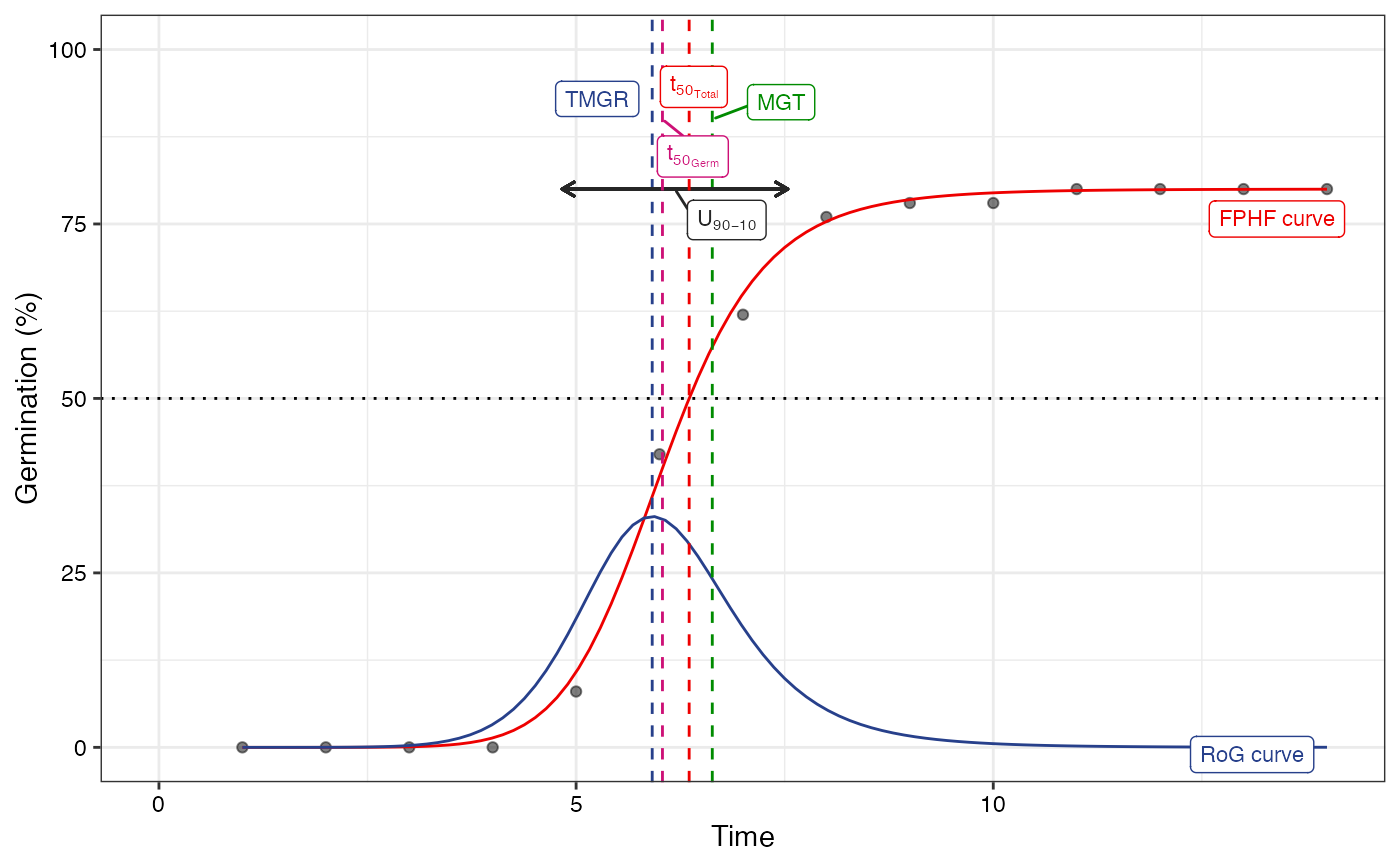 100
t50Total
TMGR
MGT
t50Germ
U90−10
FPHF curve
75
50
25
0
RoG curve
0
5
10
Time
Germination (%)